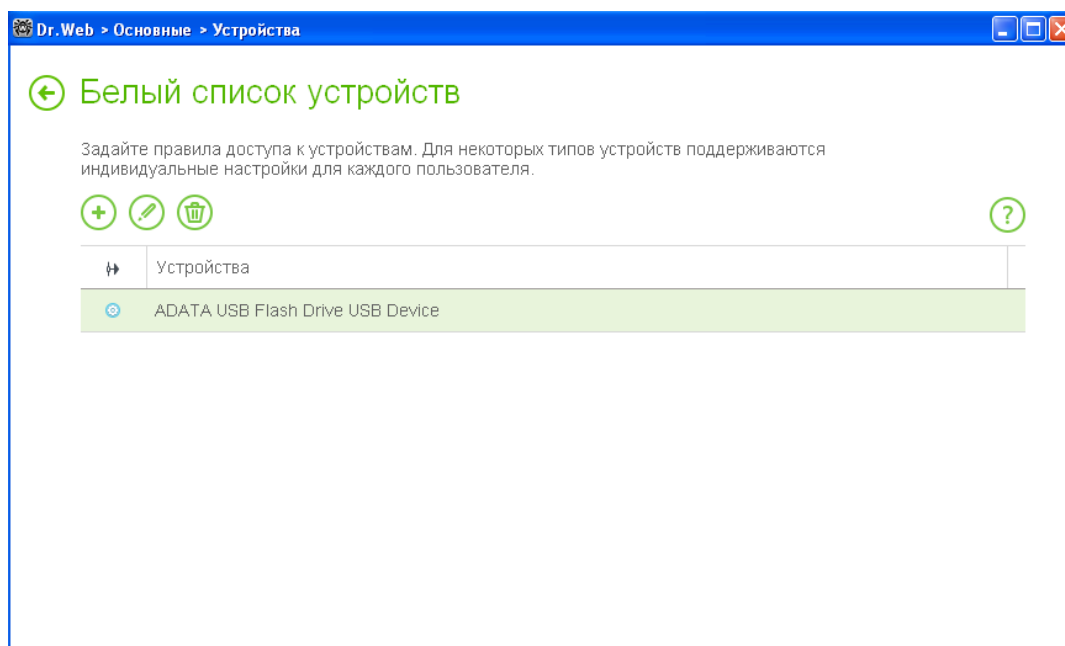 Dr.Web > Основные > Устройства
Белый список устройств
Задайте правила доступа к устройствам. Для некоторых типов устройств поддерживаются
индивидуальные настройки для каждого пользователя.
?
Устройства
ADATA USB Flash Drive USB Device